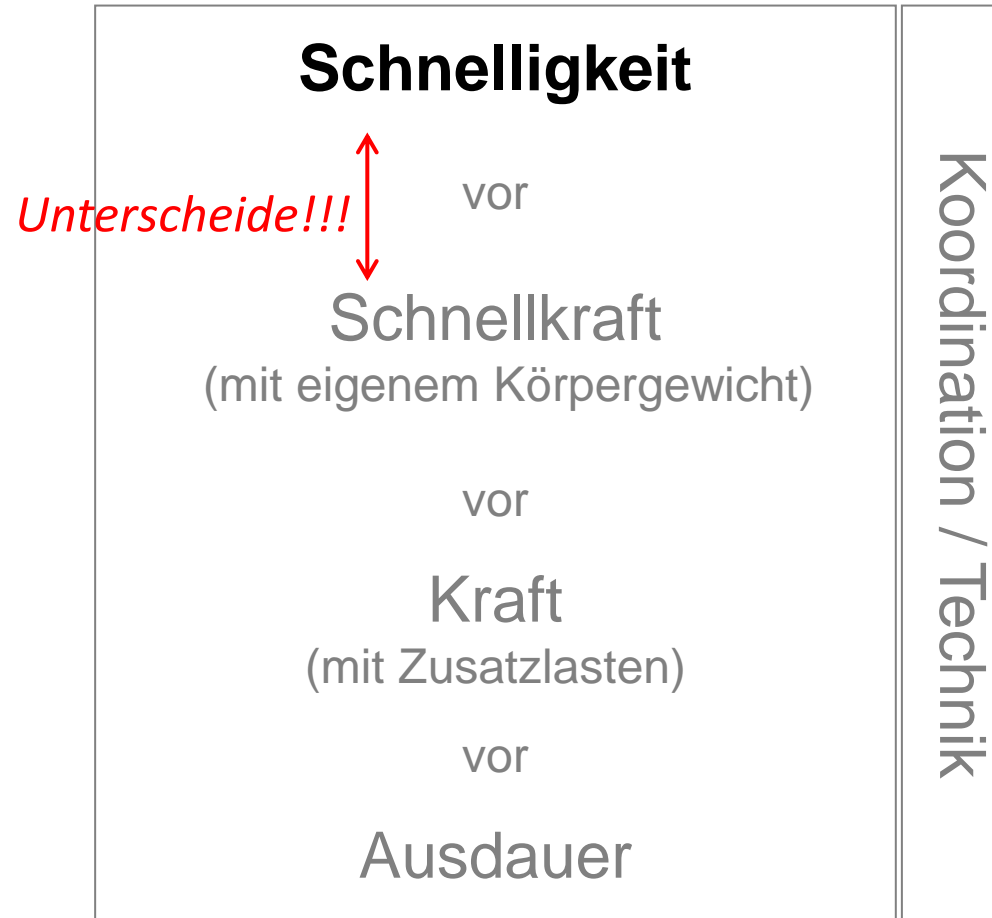 Schnelligkeit
vor
Unterscheide!!!
Schnellkraft
(mit eigenem Körpergewicht)
vor
Kraft
(mit Zusatzlasten)
vor
Ausdauer
Koordination / Technik